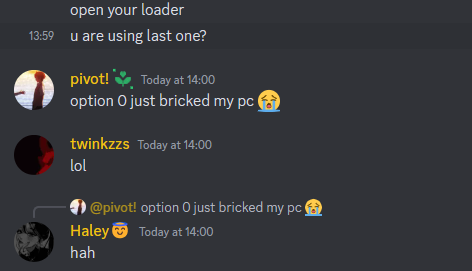 open your loader
13:59 u are using last one?
pivot! Today at 14:00
option 0 just bricked my pc 😭
twinkzzs Today at 14:00
lol
@pivot! option 0 just bricked my pc 😭
Haley😇 Today at 14:00
hah